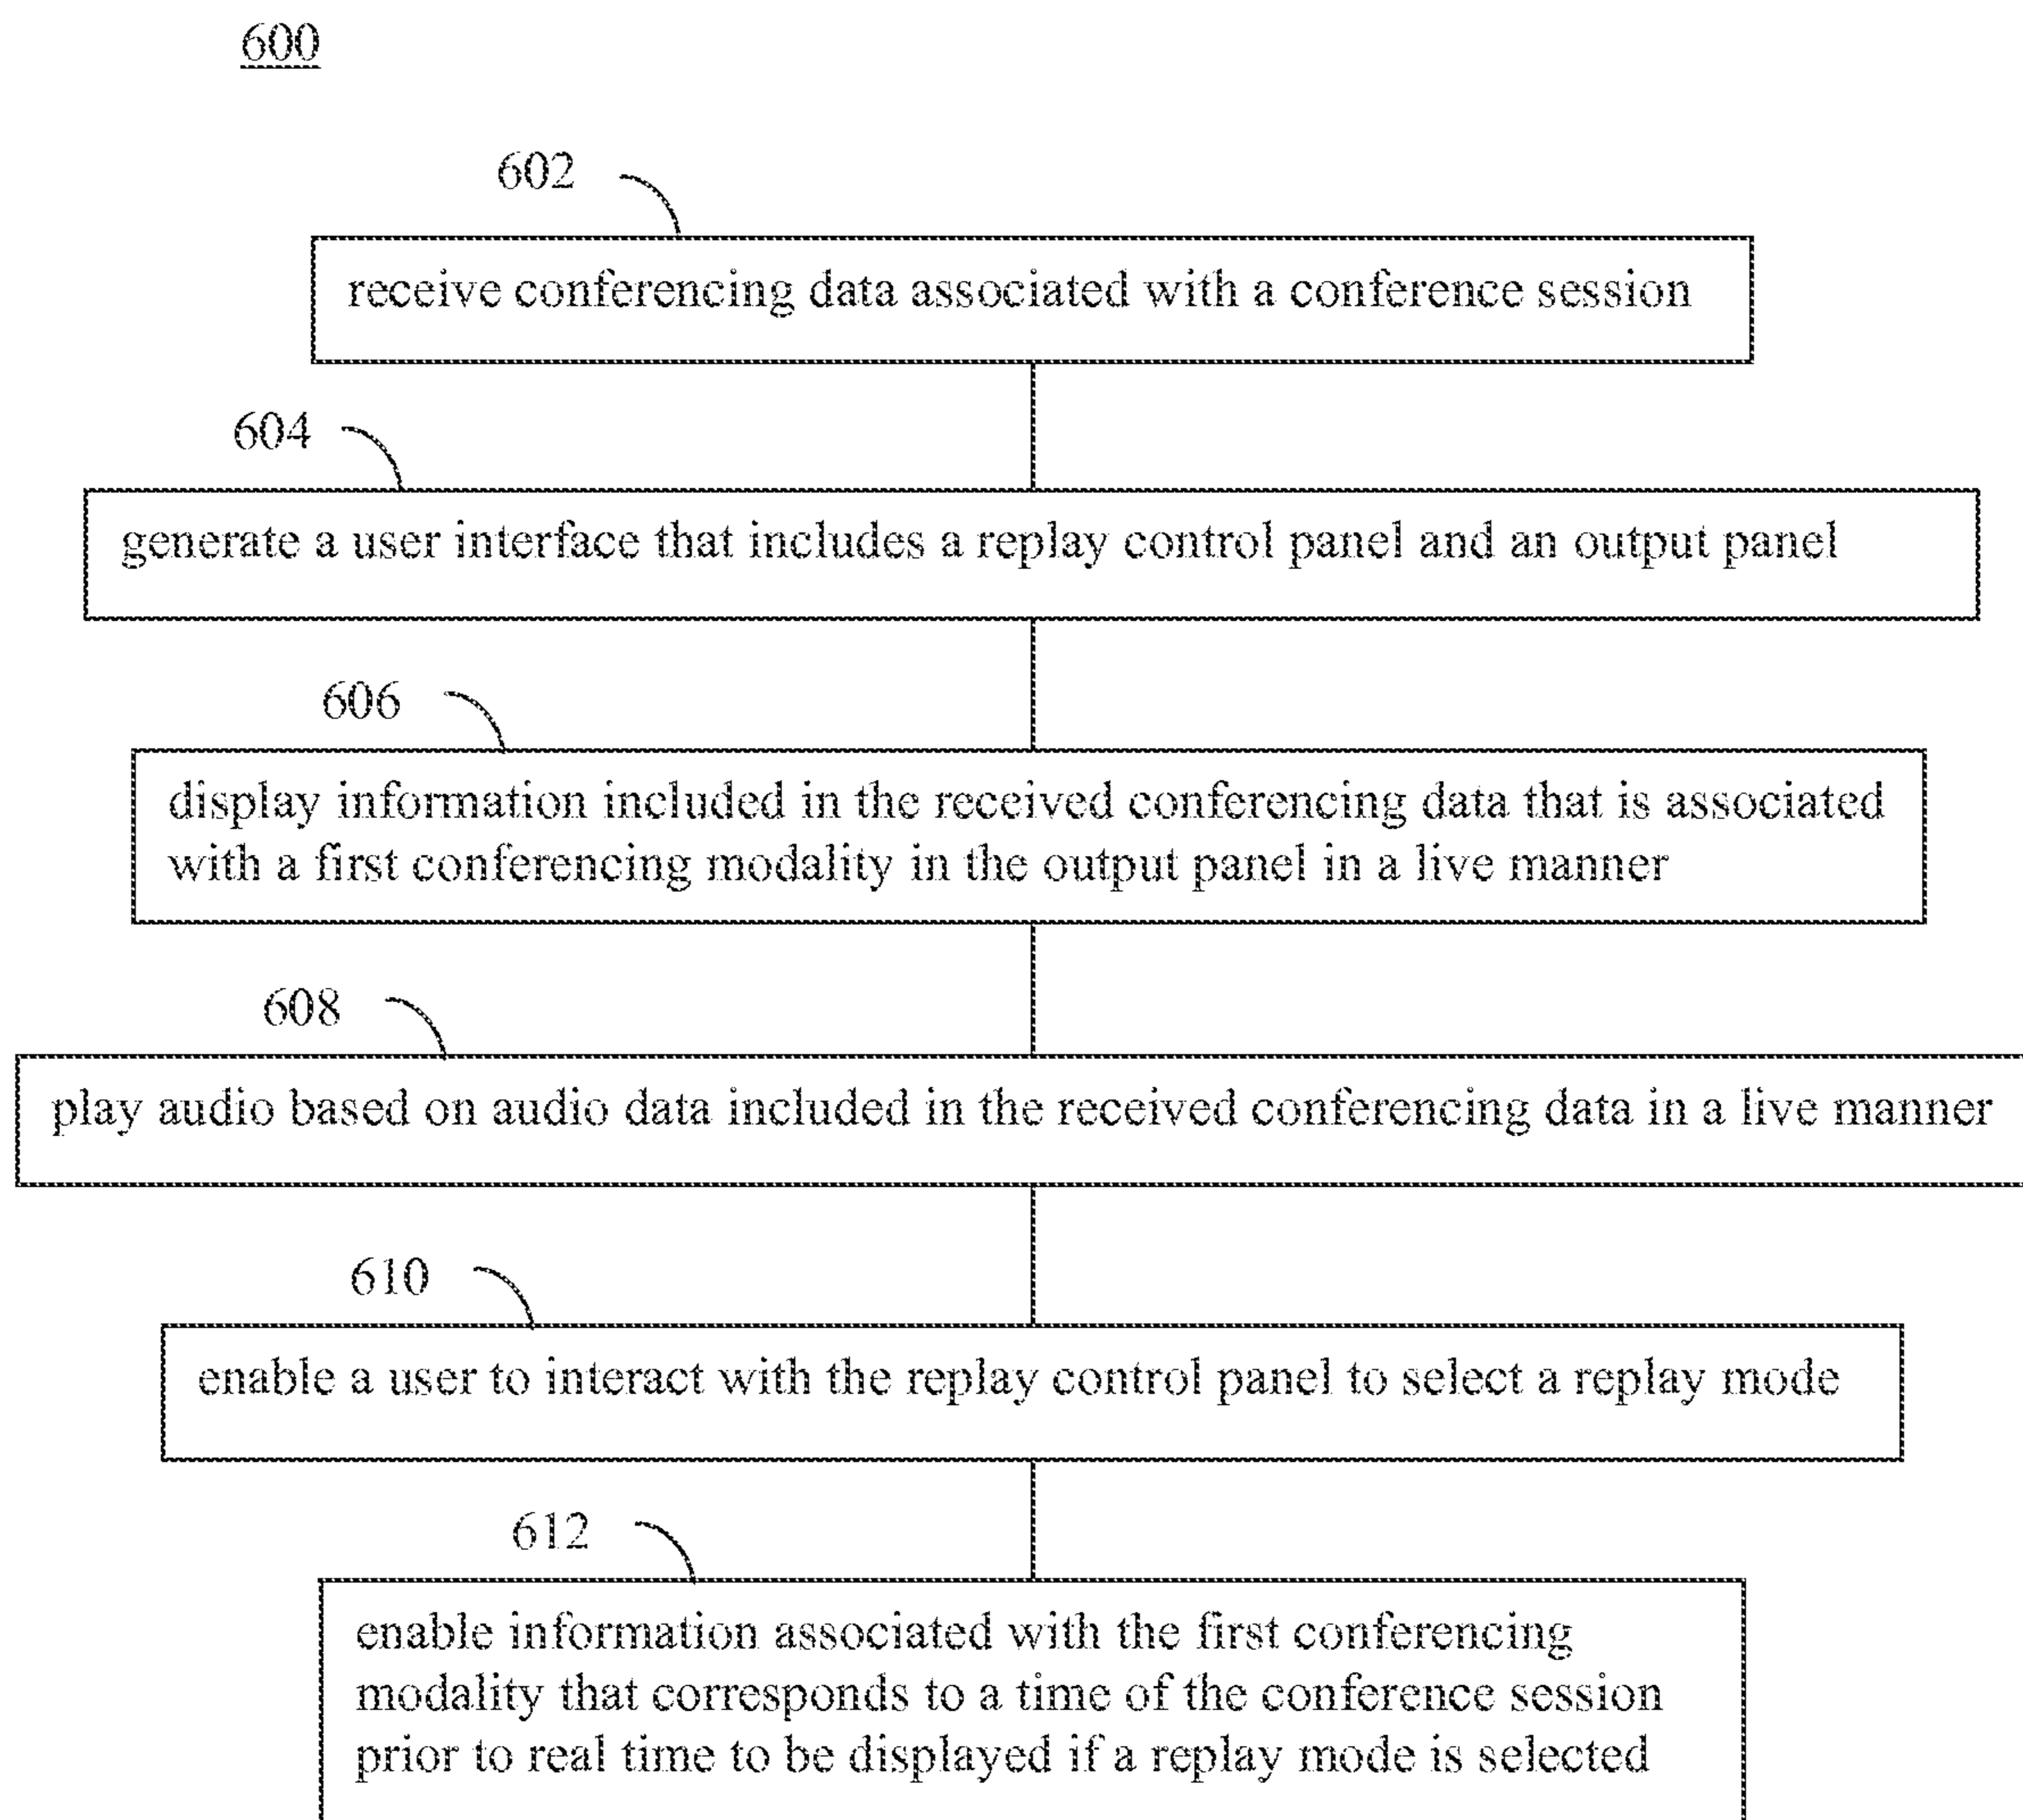 600
602
receive conferencing data associated with a conference session
604
generate a user interface that includes a replay control panel and an output panel
606
display information included in the received conferencing data that is associated
with a first conferencing modality in the output panel in a live manner
608
play audio based on audio data included in the received conferencing data in a live manner
610
enable a user to interact with the replay control panel to select a replay mode
612
enable information associated with the first conferencing
modality that corresponds to a time of the conference session
prior to real time to be displayed if a replay mode is selected